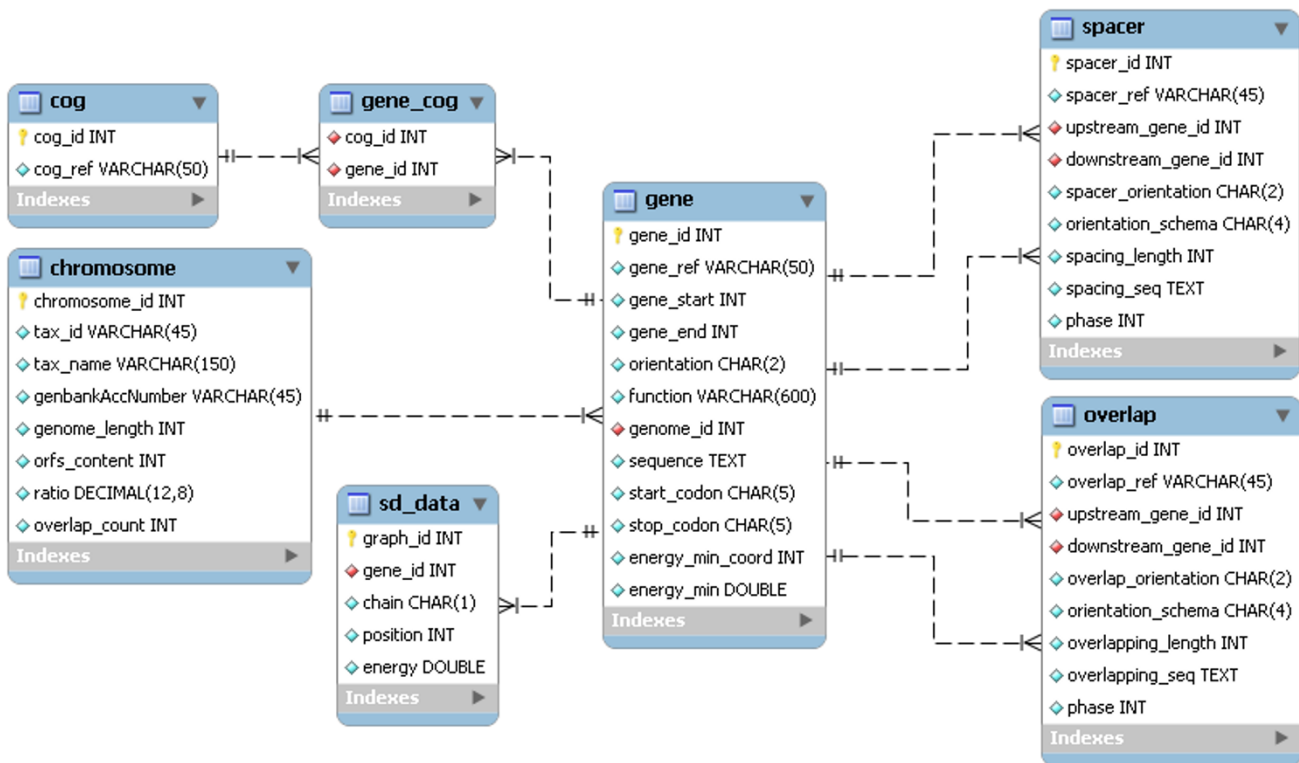 cog
cog_id INT
cog_ref VARCHAR(50)
Indexes
gene_cog
cog_id INT
gene_id INT
Indexes
chromosome
chromosome_id INT
tax_id VARCHAR(45)
tax_name VARCHAR(150)
genbankAccNumber VARCHAR(45)
genome_length INT
orfs_content INT
ratio DECIMAL(12,8)
overlap_count INT
Indexes
sd_data
graph_id INT
gene_id INT
chain CHAR(1)
position INT
energy DOUBLE
Indexes
gene
gene_id INT
gene_ref VARCHAR(50)
gene_start INT
gene_end INT
orientation CHAR(2)
function VARCHAR(600)
genome_id INT
sequence TEXT
start_codon CHAR(5)
stop_codon CHAR(5)
energy_min_coord INT
energy_min DOUBLE
Indexes
spacer
spacer_id INT
spacer_ref VARCHAR(45)
upstream_gene_id INT
downstream_gene_id INT
spacer_orientation CHAR(2)
orientation_schema CHAR(4)
spacing_length INT
spacing_seq TEXT
phase INT
Indexes
overlap
overlap_id INT
overlap_ref VARCHAR(45)
upstream_gene_id INT
downstream_gene_id INT
overlap_orientation CHAR(2)
orientation_schema CHAR(4)
overlapping_length INT
overlapping_seq TEXT
phase INT
Indexes